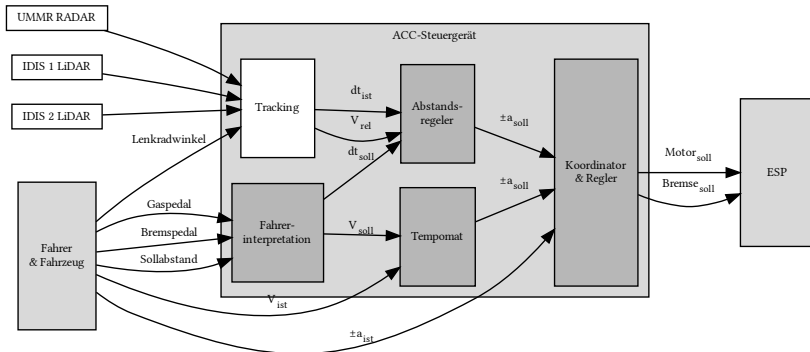 UMMR RADAR
ACC-Steuergerät
IDIS 1 LiDAR
IDIS 2 LiDAR
Tracking
dt_ist
V_rel
dt_soll
Abstands-
regeler
±a_soll
Lenkradwinkel
Koordinator
& Regler
Motor_soll
Bremse_soll
ESP
Gaspedal
Bremspedal
Sollabstand
Fahrer
& Fahrzeug
Fahrer-
interpretation
V_soll
Tempomat
±a_soll
V_ist
±a_ist